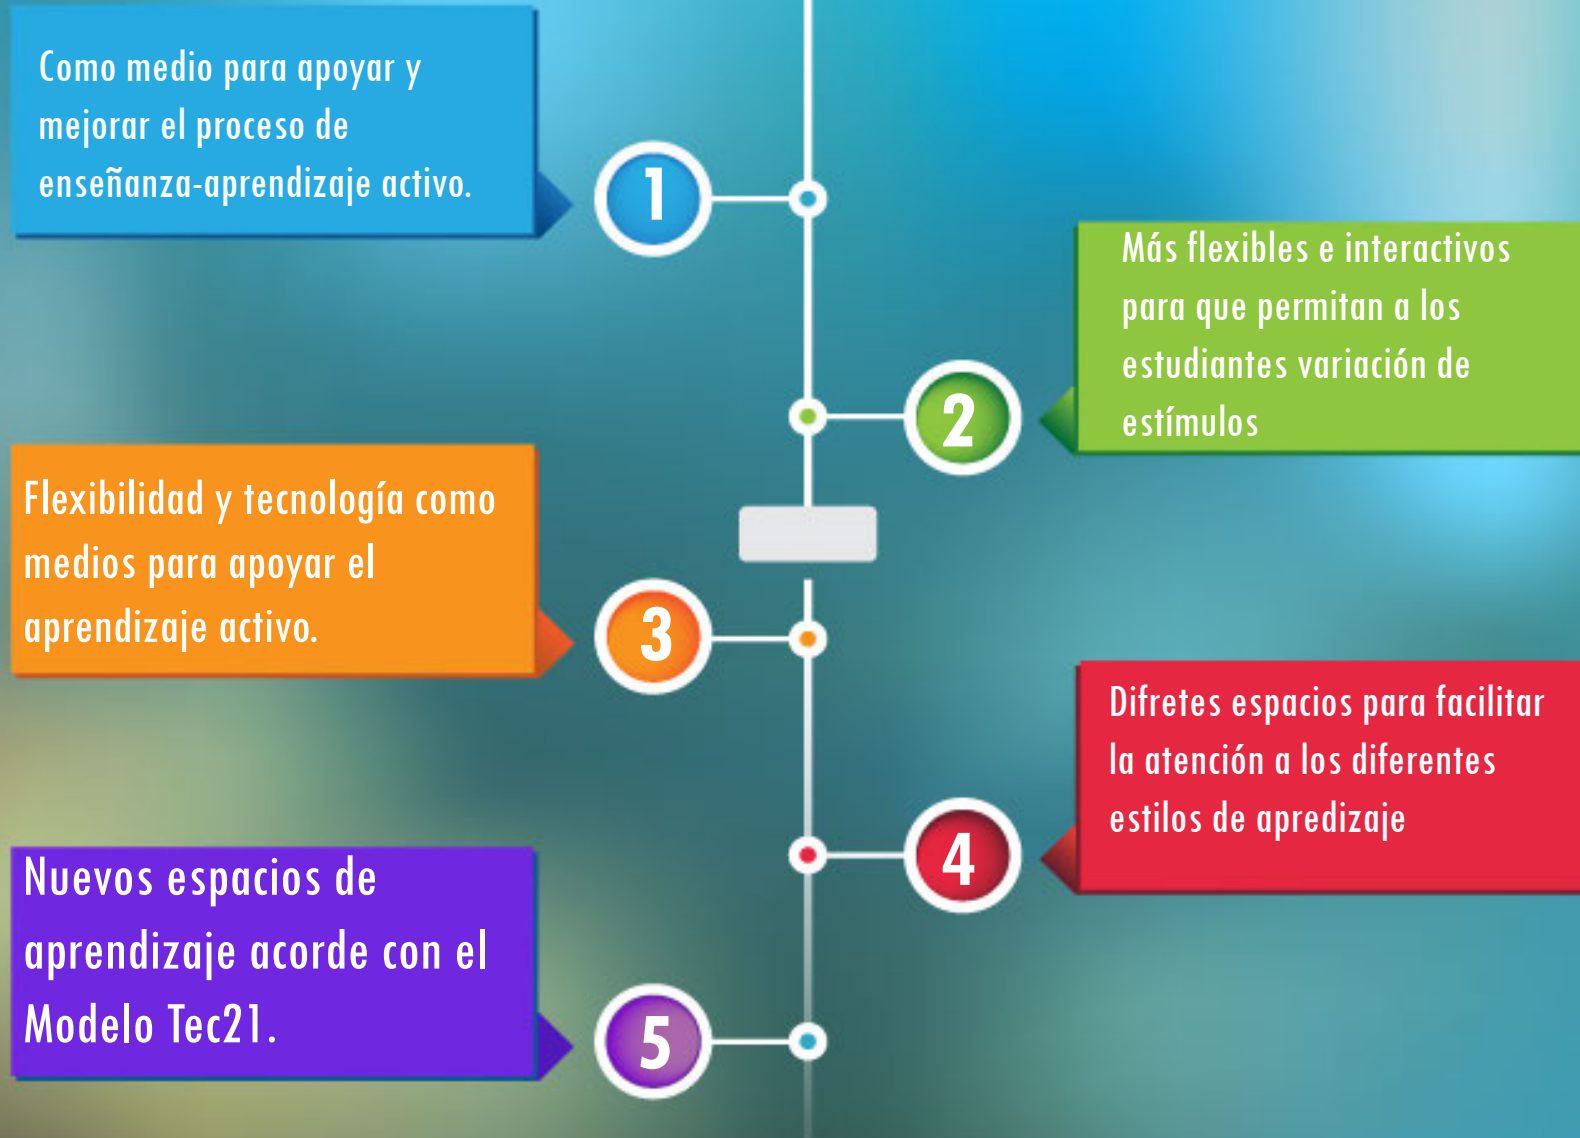 Como medio para apoyar y
mejorar el proceso de
enseñanza-aprendizaje activo.
1
Más flexibles e interactivos
para que permitan a los
estudiantes variación de
estímulos
2
Flexibilidad y tecnología como
medios para apoyar el
aprendizaje activo.
3
Difretes espacios para facilitar
la atención a los diferentes
estilos de apredizaje
4
Nuevos espacios de
aprendizaje acorde con el
Modelo Tec21.
5